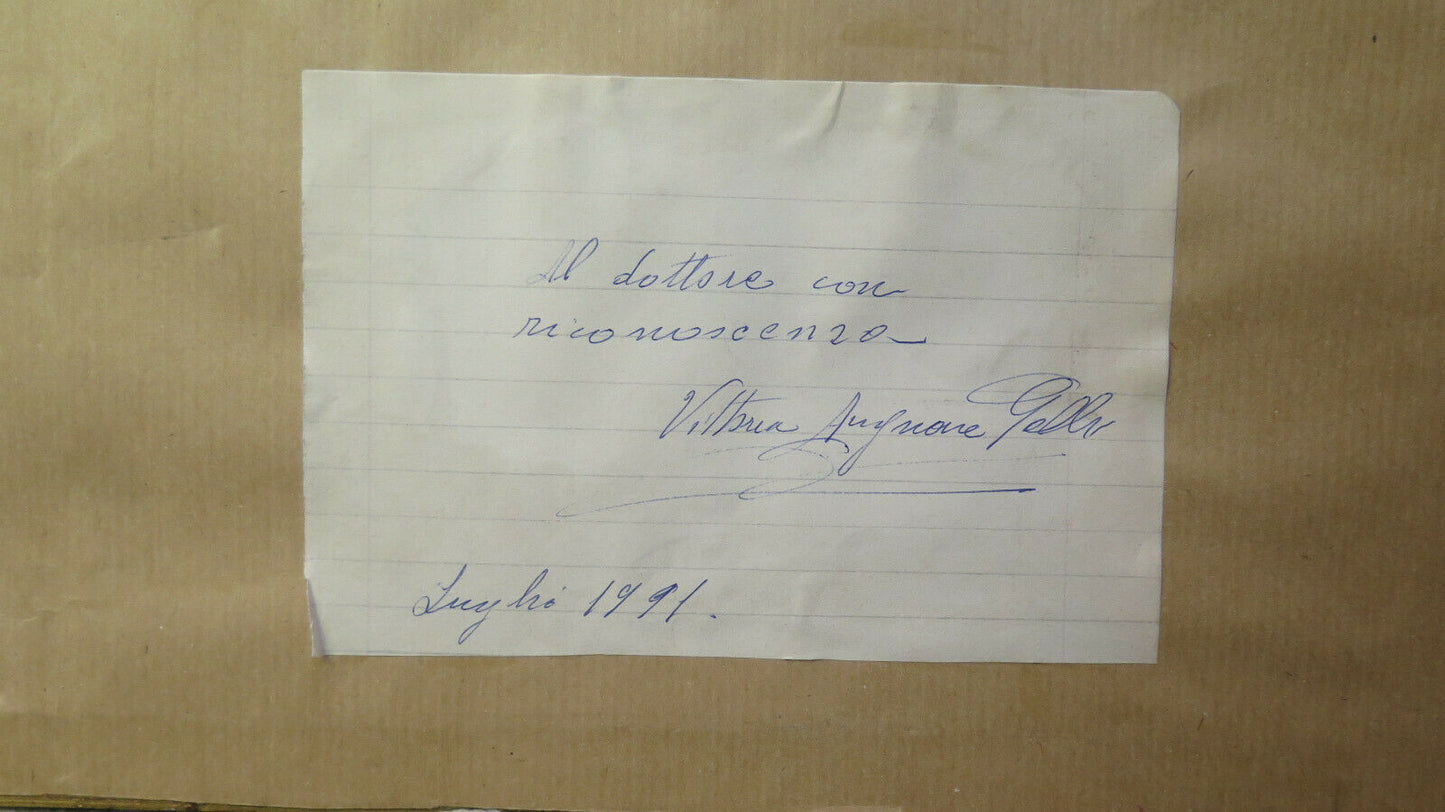 Al dottore con
riconoscenza
Vittoria
Luglio 1991.